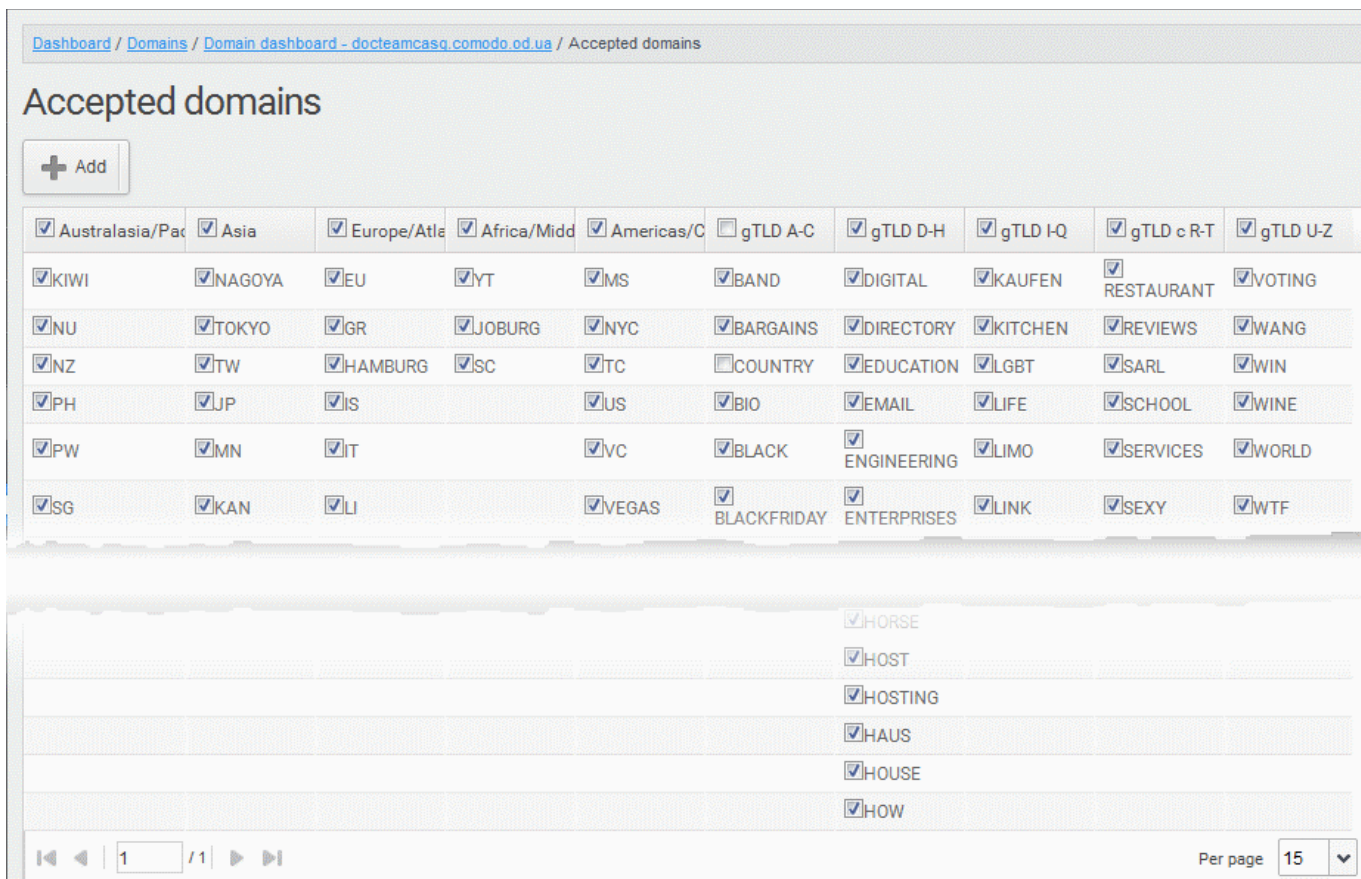 Dashboard / Domains / Domain dashboard - docteamcasg.comodo.od.ua / Accepted domains
Accepted domains
Add
Australasia/Pac Asia Europe/Atla Africa/Midd Americas/C gTLD A-C gTLD D-H gTLD I-Q gTLD c R-T gTLD U-Z
KIWI NAGOYA EU YT MS BAND DIGITAL KAUFEN RESTAURANT VOTING
NU TOKYO GR JOBURG NYC BARGAINS DIRECTORY KITCHEN REVIEWS WANG
NZ TW HAMBURG SC TC COUNTRY EDUCATION LGBT SARL WIN
PH JP IS US BIO EMAIL LIFE SCHOOL WINE
PW MN IT VC BLACK ENGINEERING LIMO SERVICES WORLD
SG KAN LI VEGAS BLACKFRIDAY ENTERPRISES LINK SEXY WTF
HORSE
HOST
HOSTING
HAUS
HOUSE
HOW
1 / 1 Per page 15